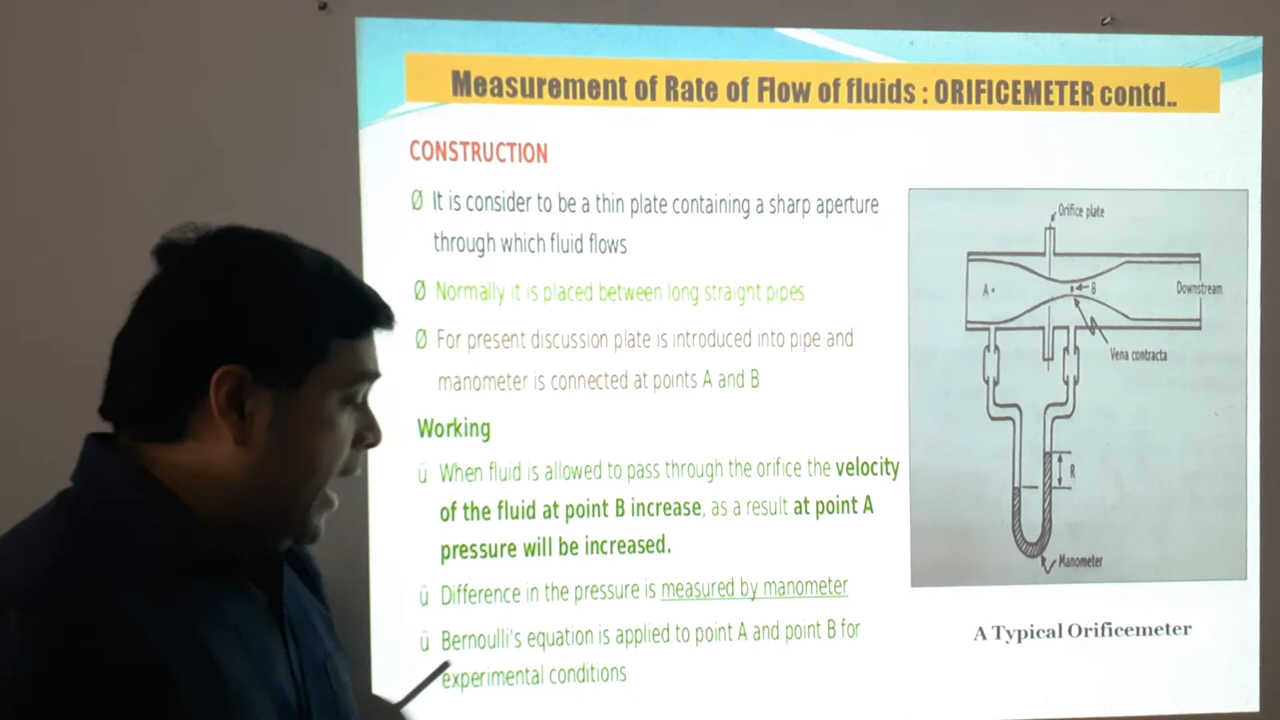 Measurement of Rate of Flow of fluids : ORIFICEMETER contd..
CONSTRUCTION
Ø It is consider to be a thin plate containing a sharp aperture
through which fluid flows
Ø Normally it is placed between long straight pipes
Ø For present discussion plate is introduced into pipe and
manometer is connected at points A and B
Working
ü When fluid is allowed to pass through the orifice the velocity
of the fluid at point B increase, as a result at point A
pressure will be increased.
ü Difference in the pressure is measured by manometer
ü Bernoulli's equation is applied to point A and point B for
experimental conditions
Orifice plate
A
B
Downstream
Vena contracta
R
Manometer
A Typical Orificemeter